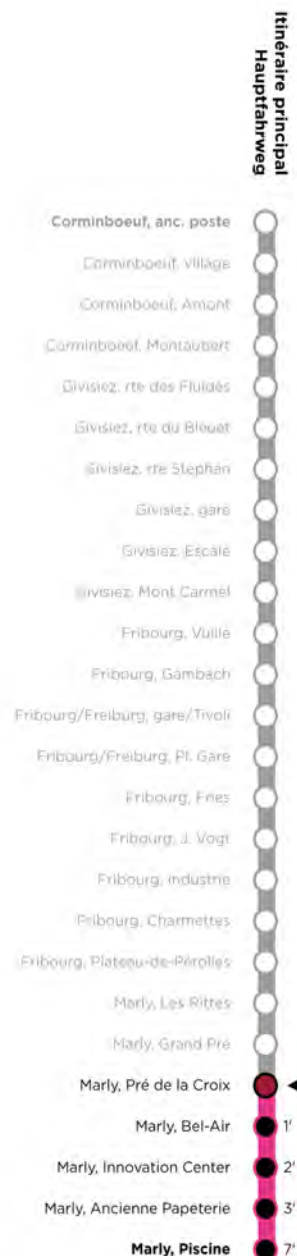 Itinéraire principal
Hauptfahrweg
Corminboeuf, anc. poste
Corminboeuf, Village
Corminboeuf, Amont
Corminboeuf, Montaubert
Givisiez, rte des Fluides
Givisiez, rte du Bleuet
Givisiez, rte Stephan
Givisiez, gare
Givisiez, Escale
Givisiez, Mont Carmel
Fribourg, Vuille
Fribourg, Gambach
Fribourg/Freiburg, gare/Tivoli
Fribourg/Freiburg, Pl. Gare
Fribourg, Fries
Fribourg, J. Vogt
Fribourg, Industrie
Fribourg, Charmettes
Fribourg, Plateau-de-Pérolles
Marly, Les Rittes
Marly, Grand Pré
Marly, Pré de la Croix
Marly, Bel-Air 1'
Marly, Innovation Center 2'
Marly, Ancienne Papeterie 3'
Marly, Piscine 7'